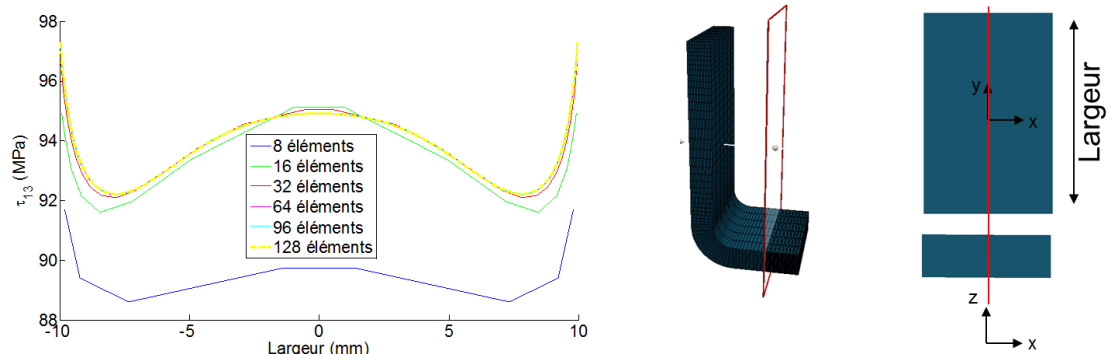 98
96
94
92
90
88
τ13 (MPa)
8 éléments
16 éléments
32 éléments
64 éléments
96 éléments
128 éléments
-10
-5
0
5
10
Largeur (mm)
y
x
Largeur
z
x